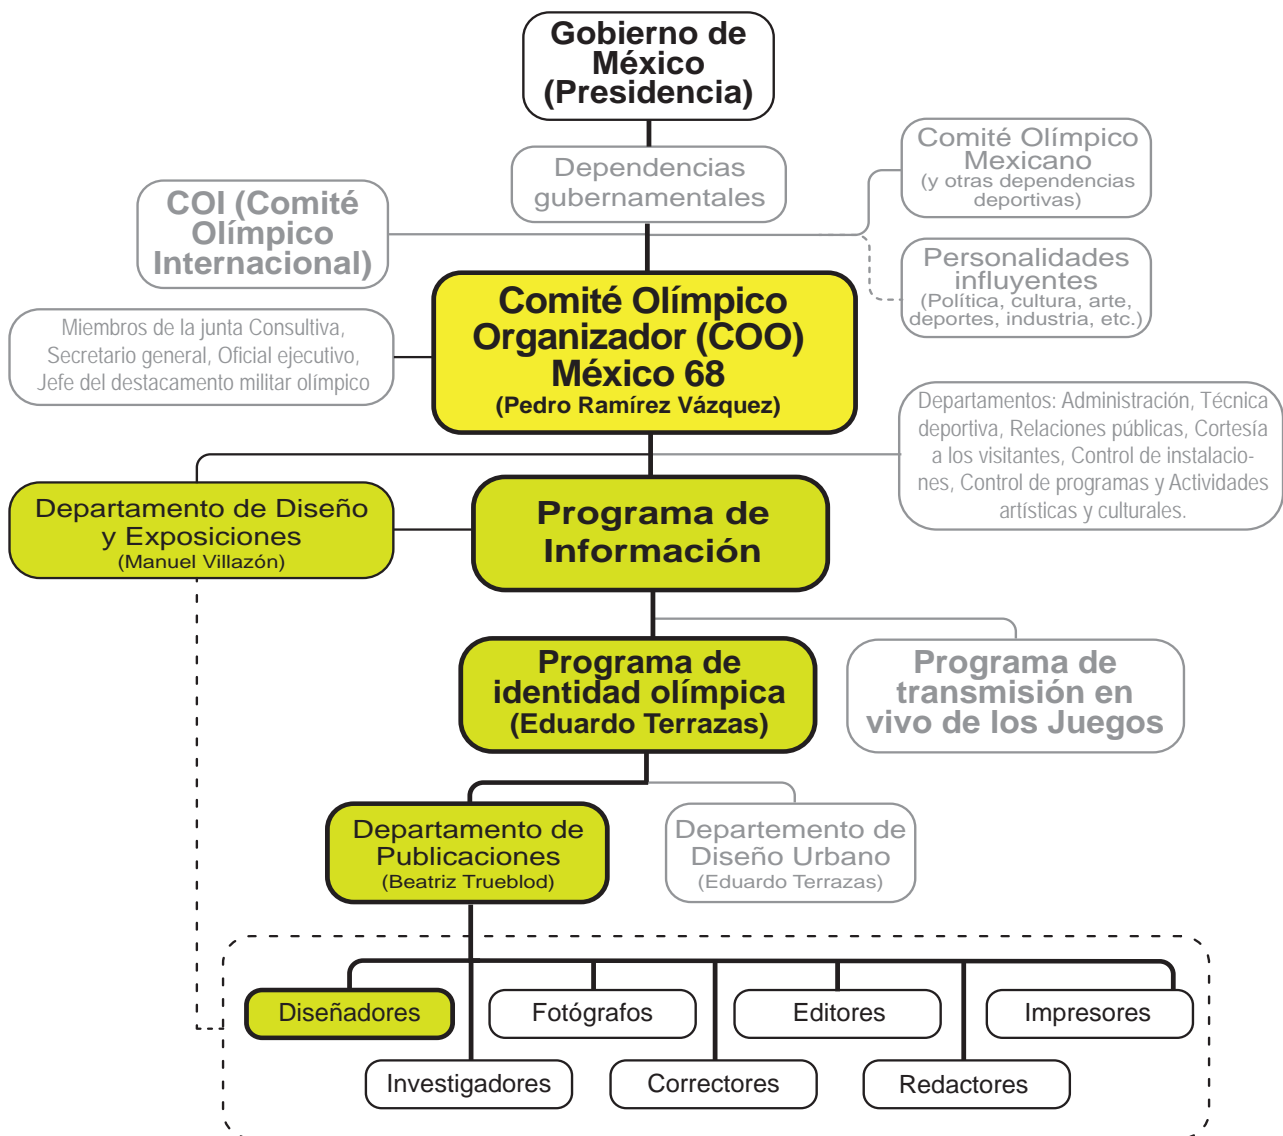 Gobierno de
México
(Presidencia)
Dependencias
gubernamentales
Comité Olímpico
Mexicano
(y otras dependencias
deportivas)
COI (Comité
Olímpico
Internacional)
Personalidades
influyentes
(Política, cultura, arte,
deportes, industria, etc.)
Comité Olímpico
Organizador (COO)
México 68
(Pedro Ramírez Vázquez)
Miembros de la junta Consultiva,
Secretario general, Oficial ejecutivo,
Jefe del destacamento militar olímpico
Departamentos: Administración, Técnica
deportiva, Relaciones públicas, Cortesía
a los visitantes, Control de instalacio-
nes, Control de programas y Actividades
artísticas y culturales.
Departamento de Diseño
y Exposiciones
(Manuel Villazón)
Programa de
Información
Programa de
identidad olímpica
(Eduardo Terrazas)
Programa de
transmisión en
vivo de los Juegos
Departamento de
Publicaciones
(Beatriz Trueblod)
Departemento de
Diseño Urbano
(Eduardo Terrazas)
Diseñadores
Fotógrafos
Editores
Impresores
Investigadores
Correctores
Redactores